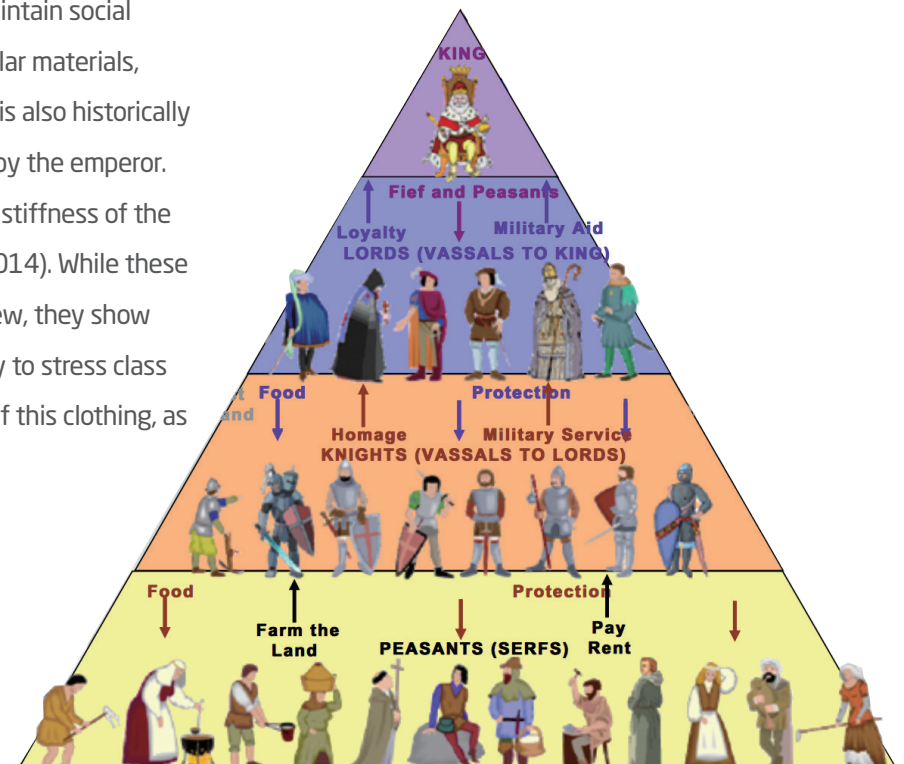 intain social
lar materials,
is also historically
by the emperor.
stiffness of the
014). While these
ew, they show
y to stress class
f this clothing, as
KING
Fief and Peasants
Loyalty
Military Aid
LORDS (VASSALS TO KING)
Food
Protection
and
Homage
Military Service
KNIGHTS (VASSALS TO LORDS)
Food
Protection
Farm the
Land
PEASANTS (SERFS)
Pay
Rent